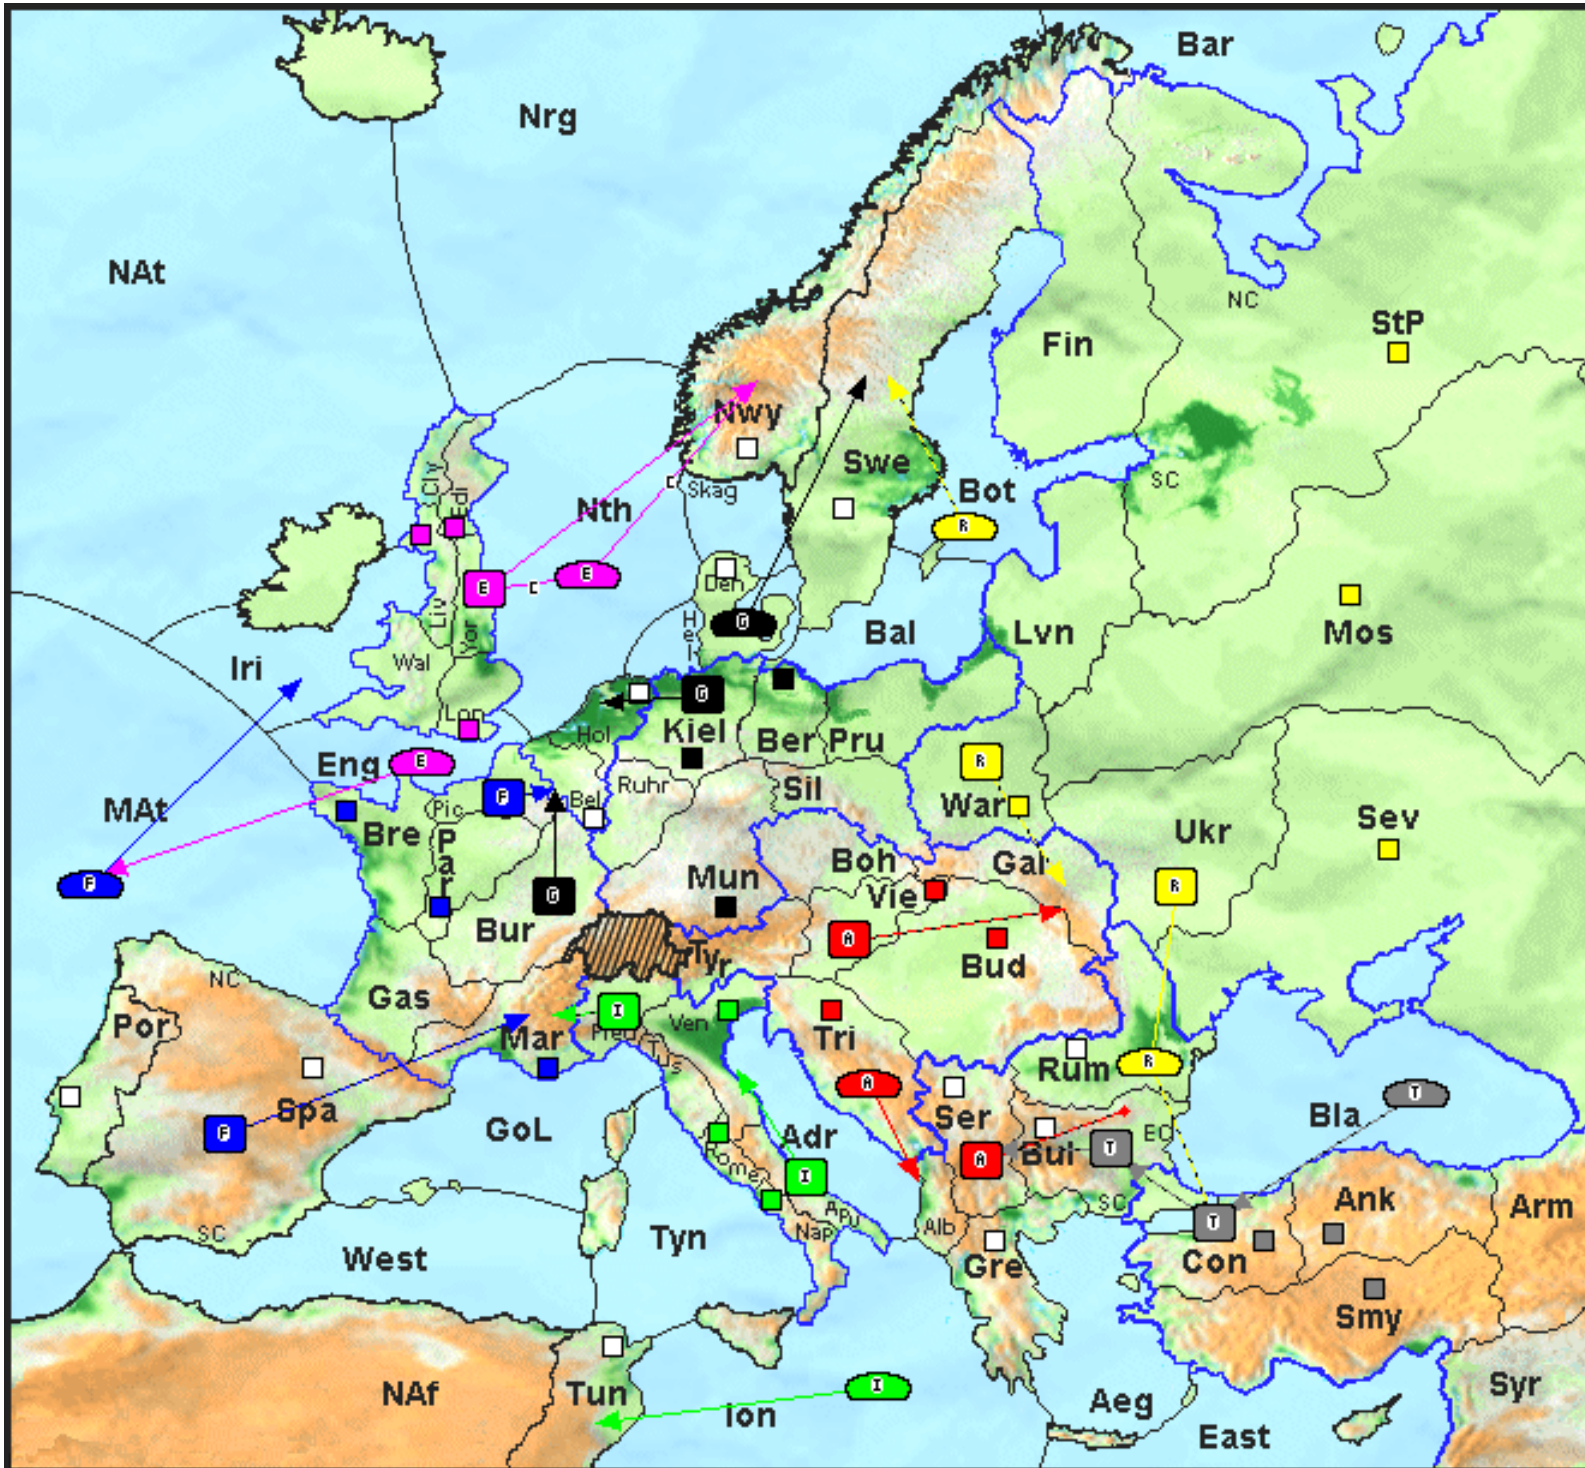 Bar
Nrg
NAt
NC
StP
Fin
Nwy
Swe
Cly
Edi
Nth
C
Skag
Bot
R
SC
E
C
E
Den
Hel
G
Liv
Yor
Bal
Lvn
Mos
Iri
Wal
G
Lon
Hol
Kiel
Ber
Pru
Eng
E
Ruhr
Sil
R
War
MAt
Pic
F
Bel
Bre
Par
Ukr
Sev
Boh
Gal
Mun
Vie
F
G
R
Bur
A
Tyr
Bud
NC
Gas
Por
I
Pied
Ven
Mar
Tus
Tri
Rum
R
A
Spa
F
GoL
Adr
Ser
Bla
T
EC
Rome
I
A
Bul
T
SC
Apu
Nap
Alb
SC
Ank
Arm
Tyn
West
Gre
T
Con
Smy
NAf
Tun
Ion
I
Aeg
East
Syr